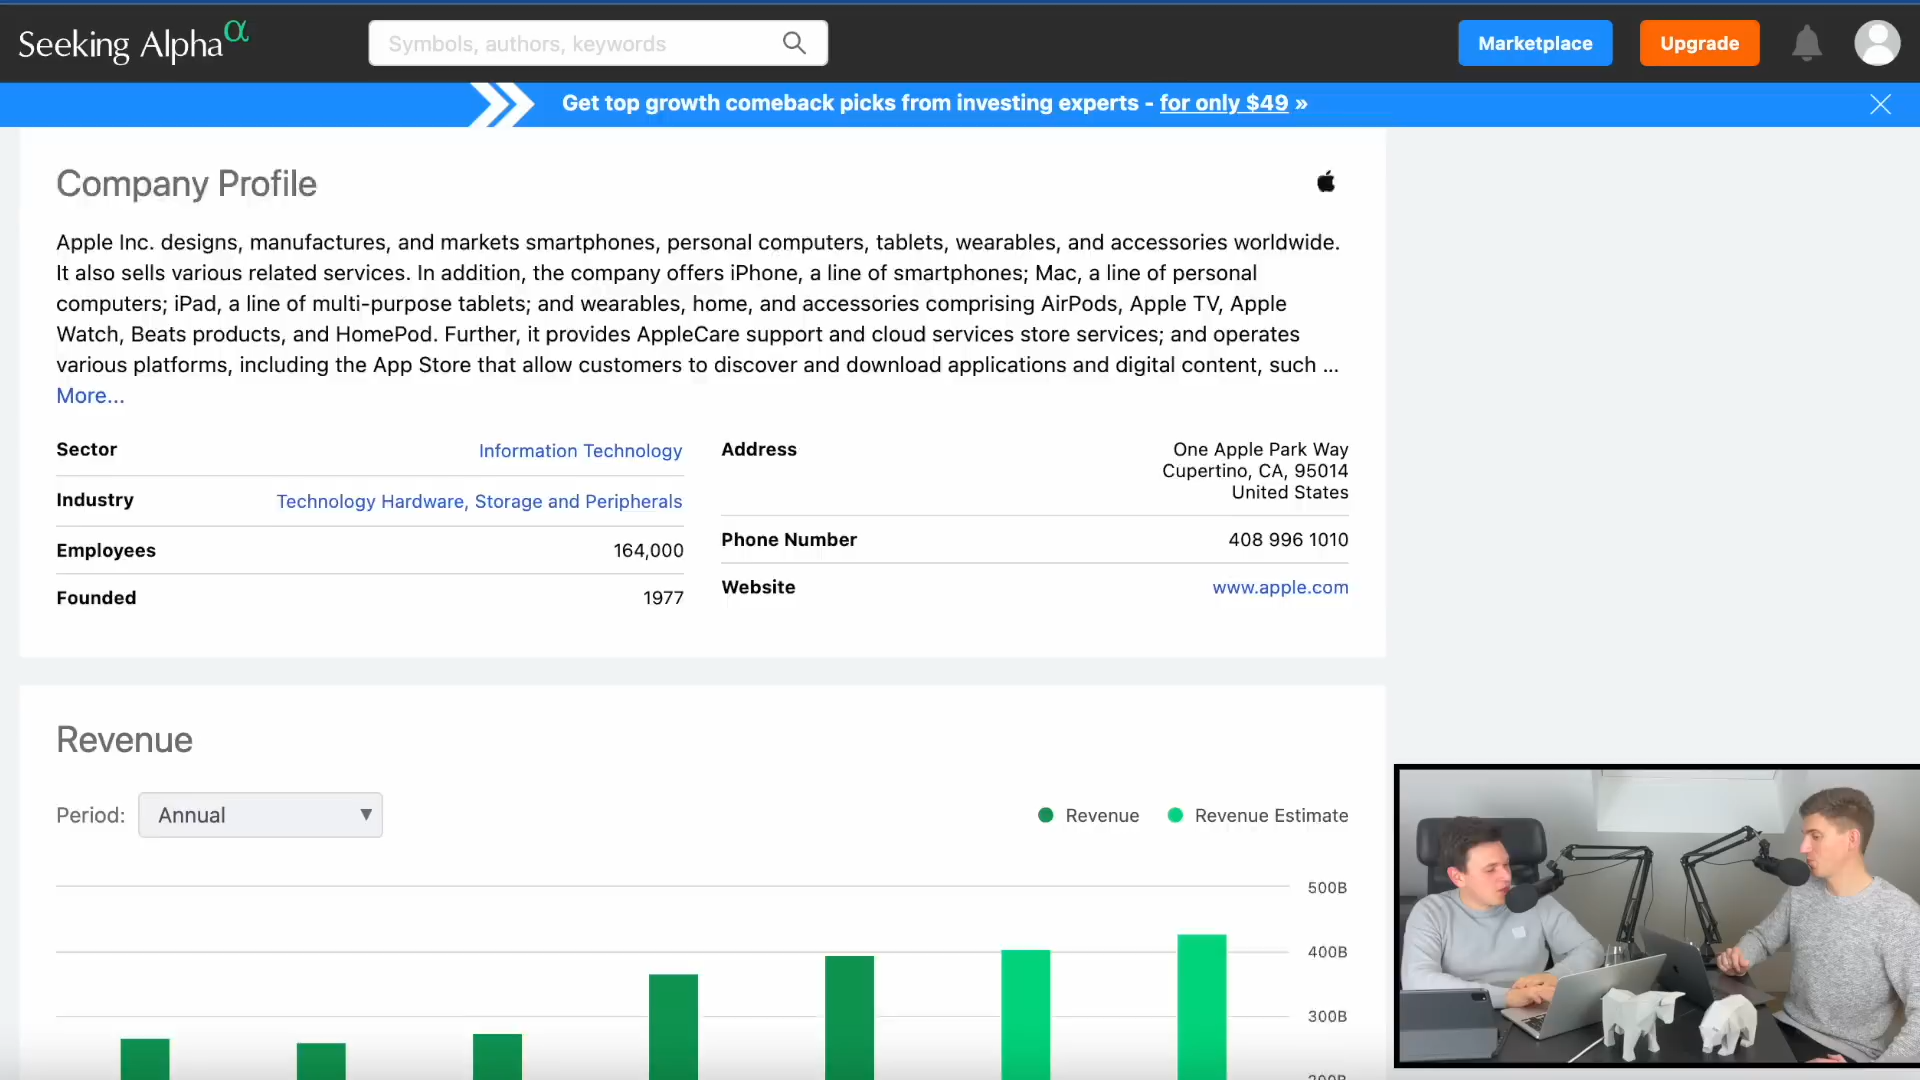 Seeking Alpha α
Symbols, authors, keywords
Marketplace
Upgrade
Get top growth comeback picks from investing experts - for only $49 »
Company Profile
Apple Inc. designs, manufactures, and markets smartphones, personal computers, tablets, wearables, and accessories worldwide.
It also sells various related services. In addition, the company offers iPhone, a line of smartphones; Mac, a line of personal
computers; iPad, a line of multi-purpose tablets; and wearables, home, and accessories comprising AirPods, Apple TV, Apple
Watch, Beats products, and HomePod. Further, it provides AppleCare support and cloud services store services; and operates
various platforms, including the App Store that allow customers to discover and download applications and digital content, such ...
More...
Sector Information Technology
Industry Technology Hardware, Storage and Peripherals
Employees 164,000
Founded 1977
Address One Apple Park Way
Cupertino, CA, 95014
United States
Phone Number 408 996 1010
Website www.apple.com
Revenue
Period: Annual
Revenue Revenue Estimate
500B
400B
300B
200B